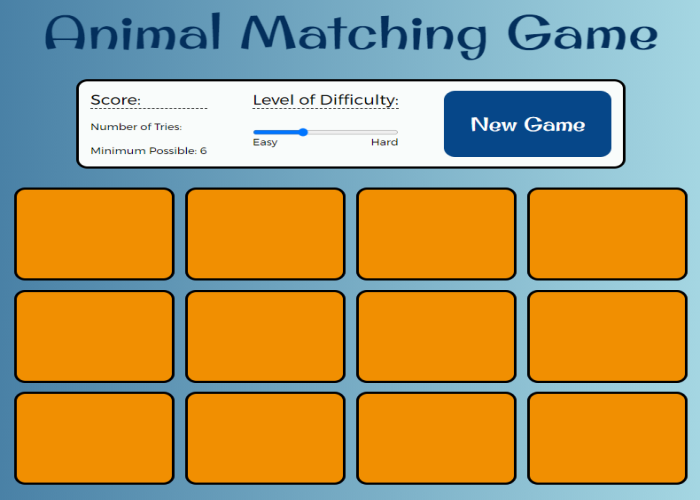 Animal Matching Game
Score:
Number of Tries:
Minimum Possible: 6
Level of Difficulty:
Easy Hard
New Game